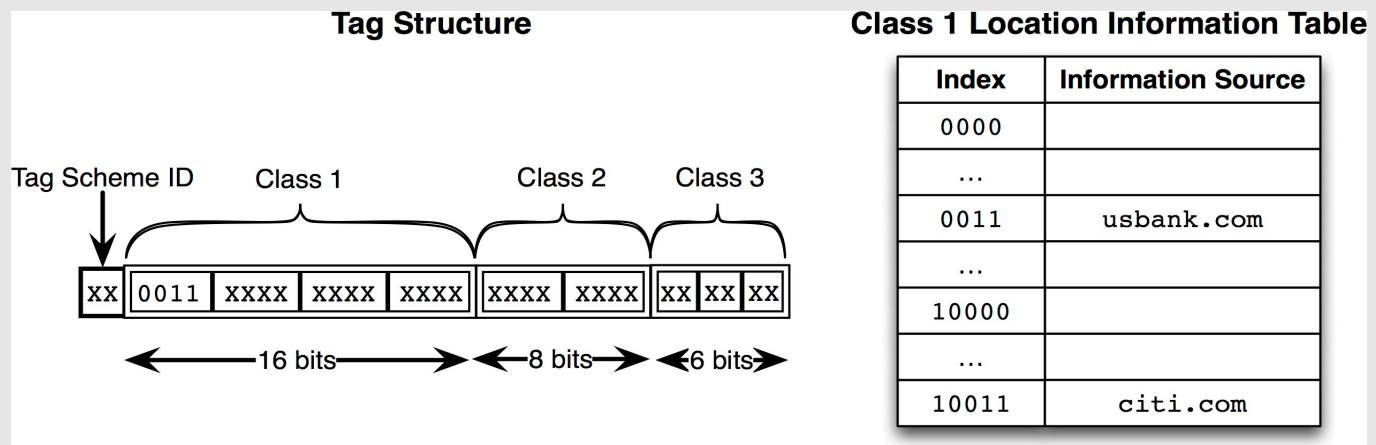 Tag Structure
Tag Scheme ID
Class 1
Class 2
Class 3
xx 0011 xxxx xxxx xxxx xxxx xxxx xx xx xx
16 bits
8 bits
6 bits
Class 1 Location Information Table
Index Information Source
0000
...
0011 usbank.com
...
10000
...
10011 citi.com